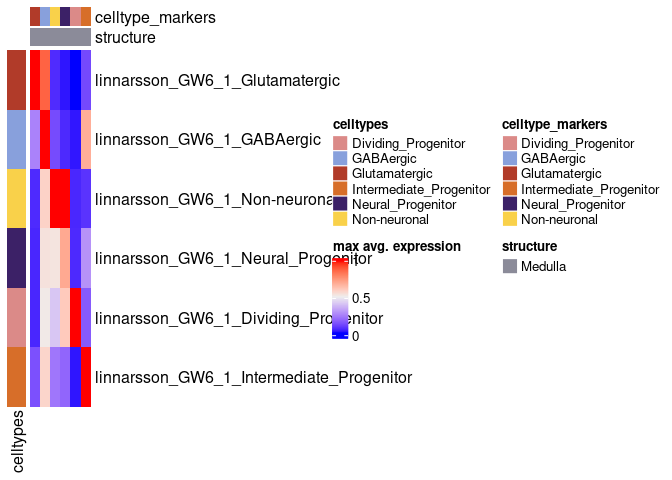 celltype_markers
structure
linnarsson_GW6_1_Glutamatergic
linnarsson_GW6_1_GABAergic
linnarsson_GW6_1_Non-neuronal
linnarsson_GW6_1_Neural_Progenitor
linnarsson_GW6_1_Dividing_Progenitor
linnarsson_GW6_1_Intermediate_Progenitor
celltypes
celltypes
Dividing_Progenitor
GABAergic
Glutamatergic
Intermediate_Progenitor
Neural_Progenitor
Non-neuronal
max avg. expression
1
0.5
0
celltype_markers
Dividing_Progenitor
GABAergic
Glutamatergic
Intermediate_Progenitor
Neural_Progenitor
Non-neuronal
structure
Medulla